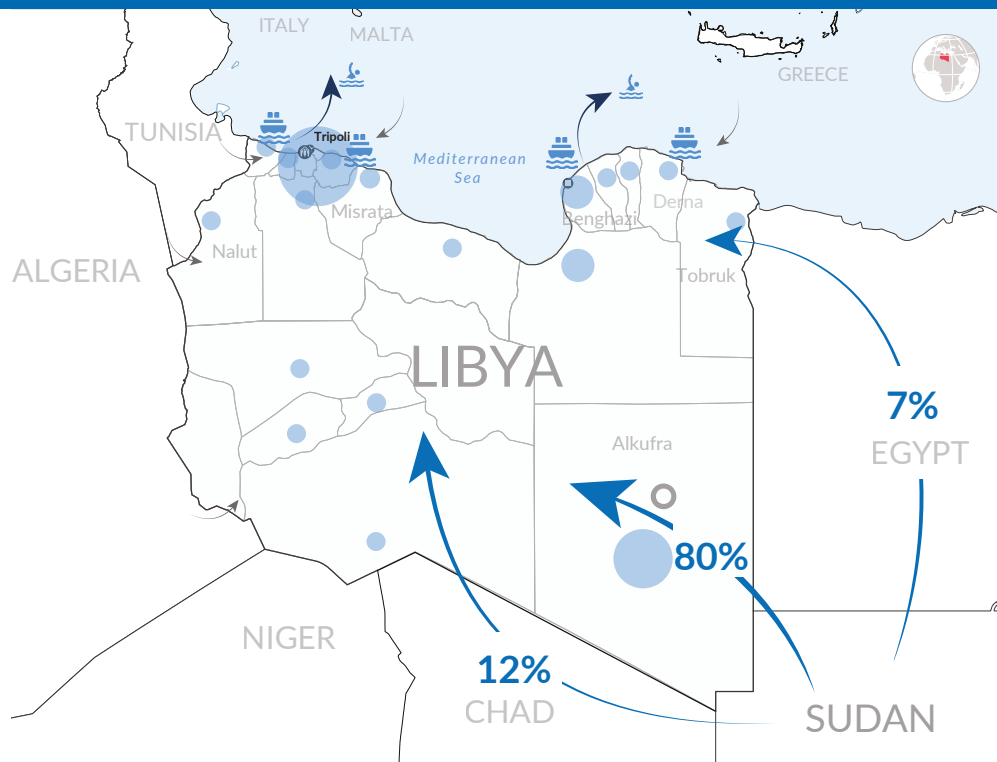 ITALY
MALTA
GREECE
TUNISIA
Tripoli
Mediterranean
Sea
Misrata
Benghazi
Derna
Nalut
ALGERIA
Tobruk
LIBYA
7%
Alkufra
EGYPT
80%
NIGER
12%
CHAD
SUDAN